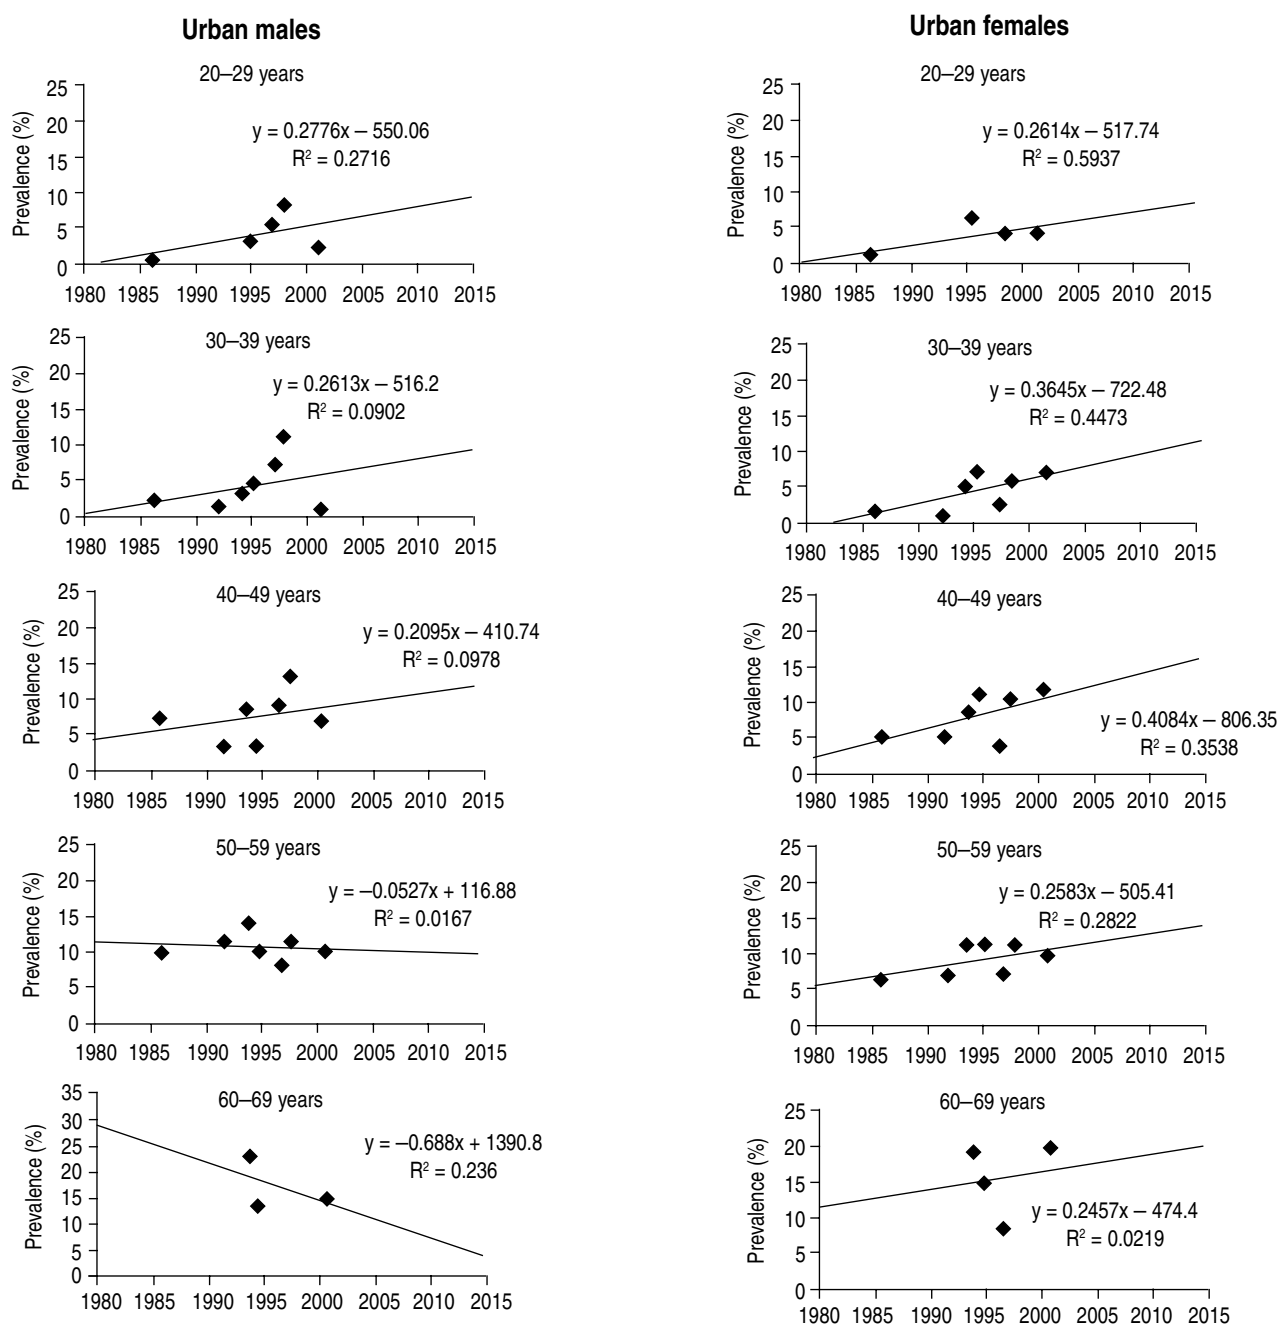 Urban males
20–29 years
25
20
15
10
5
0
Prevalence (%)
y = 0.2776x – 550.06
R² = 0.2716
1980 1985 1990 1995 2000 2005 2010 2015
30–39 years
25
20
15
10
5
0
Prevalence (%)
y = 0.2613x – 516.2
R² = 0.0902
1980 1985 1990 1995 2000 2005 2010 2015
40–49 years
25
20
15
10
5
0
Prevalence (%)
y = 0.2095x – 410.74
R² = 0.0978
1980 1985 1990 1995 2000 2005 2010 2015
50–59 years
25
20
15
10
5
0
Prevalence (%)
y = –0.0527x + 116.88
R² = 0.0167
1980 1985 1990 1995 2000 2005 2010 2015
60–69 years
35
30
25
20
15
10
5
0
Prevalence (%)
y = –0.688x + 1390.8
R² = 0.236
1980 1985 1990 1995 2000 2005 2010 2015
Urban females
20–29 years
25
20
15
10
5
0
Prevalence (%)
y = 0.2614x – 517.74
R² = 0.5937
1980 1985 1990 1995 2000 2005 2010 2015
30–39 years
25
20
15
10
5
0
Prevalence (%)
y = 0.3645x – 722.48
R² = 0.4473
1980 1985 1990 1995 2000 2005 2010 2015
40–49 years
25
20
15
10
5
0
Prevalence (%)
y = 0.4084x – 806.35
R² = 0.3538
1980 1985 1990 1995 2000 2005 2010 2015
50–59 years
25
20
15
10
5
0
Prevalence (%)
y = 0.2583x – 505.41
R² = 0.2822
1980 1985 1990 1995 2000 2005 2010 2015
60–69 years
25
20
15
10
5
0
Prevalence (%)
y = 0.2457x – 474.4
R² = 0.0219
1980 1985 1990 1995 2000 2005 2010 2015